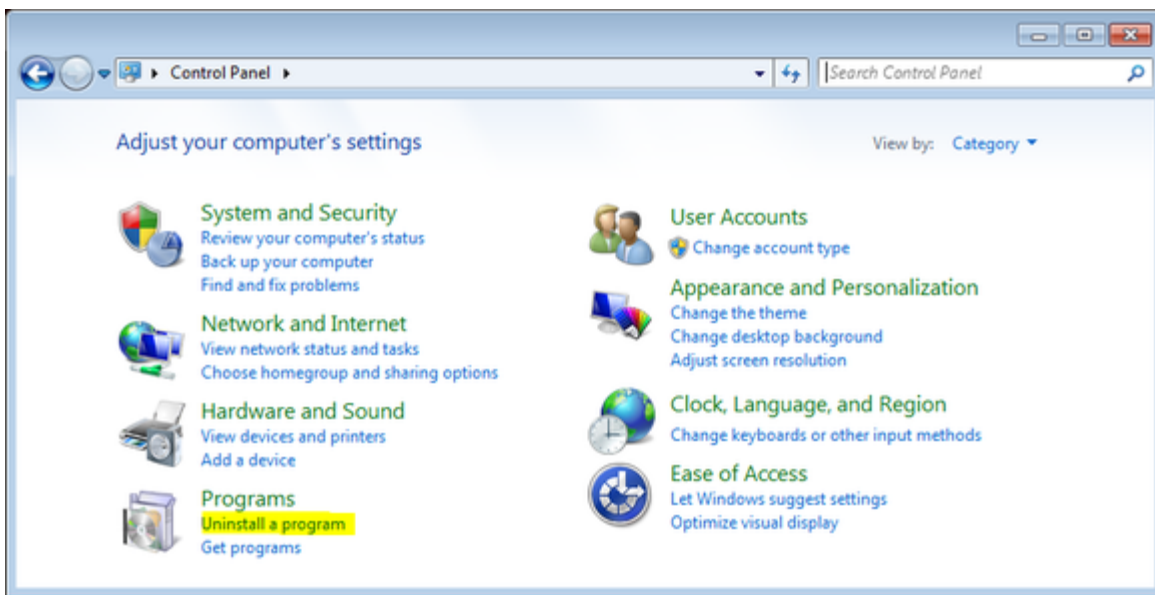 Control Panel
Search Control Panel
Adjust your computer's settings
View by: Category
System and Security
Review your computer's status
Back up your computer
Find and fix problems
Network and Internet
View network status and tasks
Choose homegroup and sharing options
Hardware and Sound
View devices and printers
Add a device
Programs
Uninstall a program
Get programs
User Accounts
Change account type
Appearance and Personalization
Change the theme
Change desktop background
Adjust screen resolution
Clock, Language, and Region
Change keyboards or other input methods
Ease of Access
Let Windows suggest settings
Optimize visual display